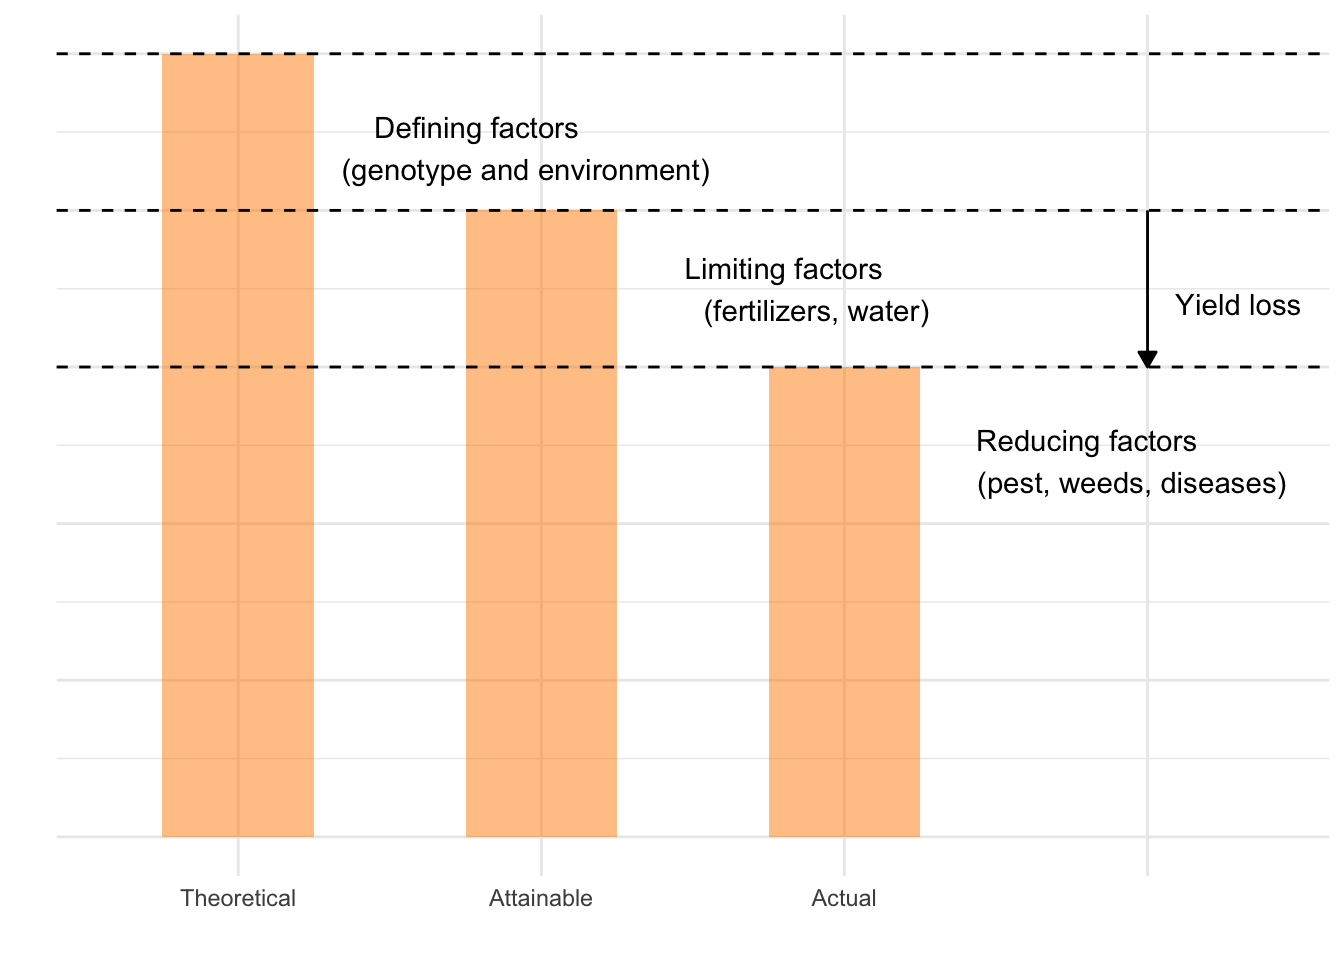 Defining factors
(genotype and environment)
Limiting factors
(fertilizers, water)
Yield loss
Reducing factors
(pest, weeds, diseases)
Theoretical
Attainable
Actual